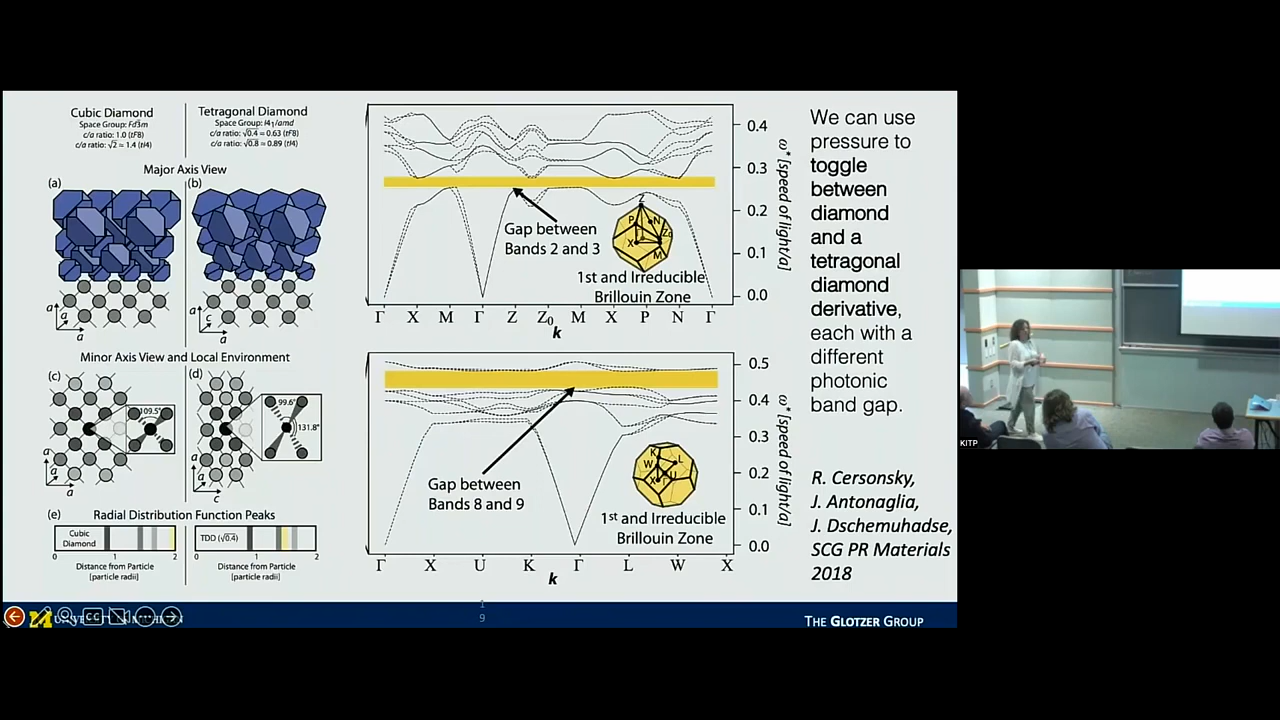 Cubic Diamond
Space Group: Fd3̄m
c/a ratio: 1.0 (tF8)
c/a ratio: √2 ≈ 1.4 (tI4)
Tetragonal Diamond
Space Group: I4₁/amd
c/a ratio: √0.4 ≈ 0.63 (tF8)
c/a ratio: √0.8 ≈ 0.89 (tI4)
Major Axis View
(a)
(b)
a
a
a
a
c
a
Minor Axis View and Local Environment
(c)
109.5°
(d)
99.6°
131.8°
a
a
a
a
a
c
(e)
Radial Distribution Function Peaks
Cubic
Diamond
TDD (√0.4)
0 1 2
0 1 2
Distance from Particle
[particle radii]
Distance from Particle
[particle radii]
0.4
0.3
0.2
0.1
0.0
ω* [speed of light/a]
Gap between
Bands 2 and 3
Z
P
N
Z₀
X
M
1st and Irreducible
Brillouin Zone
Γ X M Γ Z Z₀ M X P N Γ
k
0.5
0.4
0.3
0.2
0.1
0.0
ω* [speed of light/a]
Gap between
Bands 8 and 9
K
L
W
U
X
Γ
1st and Irreducible
Brillouin Zone
Γ X U K Γ L W X
k
We can use
pressure to
toggle
between
diamond
and a
tetragonal
diamond
derivative,
each with a
different
photonic
band gap.
R. Cersonsky,
J. Antonaglia,
J. Dschemuhadse,
SCG PR Materials
2018
CC
1
9
THE GLOTZER GROUP
KITP